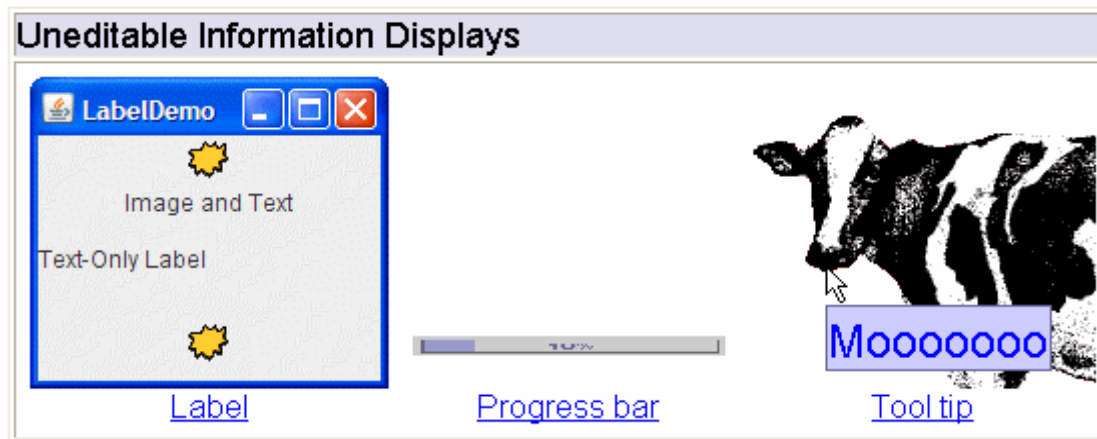 Uneditable Information Displays
LabelDemo
Image and Text
Text-Only Label
Mooooooo
Label
Progress bar
Tool tip